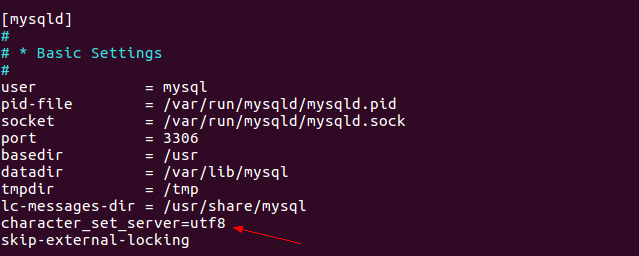 [mysqld]
#
# * Basic Settings
#
user            = mysql
pid-file        = /var/run/mysqld/mysqld.pid
socket          = /var/run/mysqld/mysqld.sock
port            = 3306
basedir         = /usr
datadir         = /var/lib/mysql
tmpdir          = /tmp
lc-messages-dir = /usr/share/mysql
character_set_server=utf8
skip-external-locking